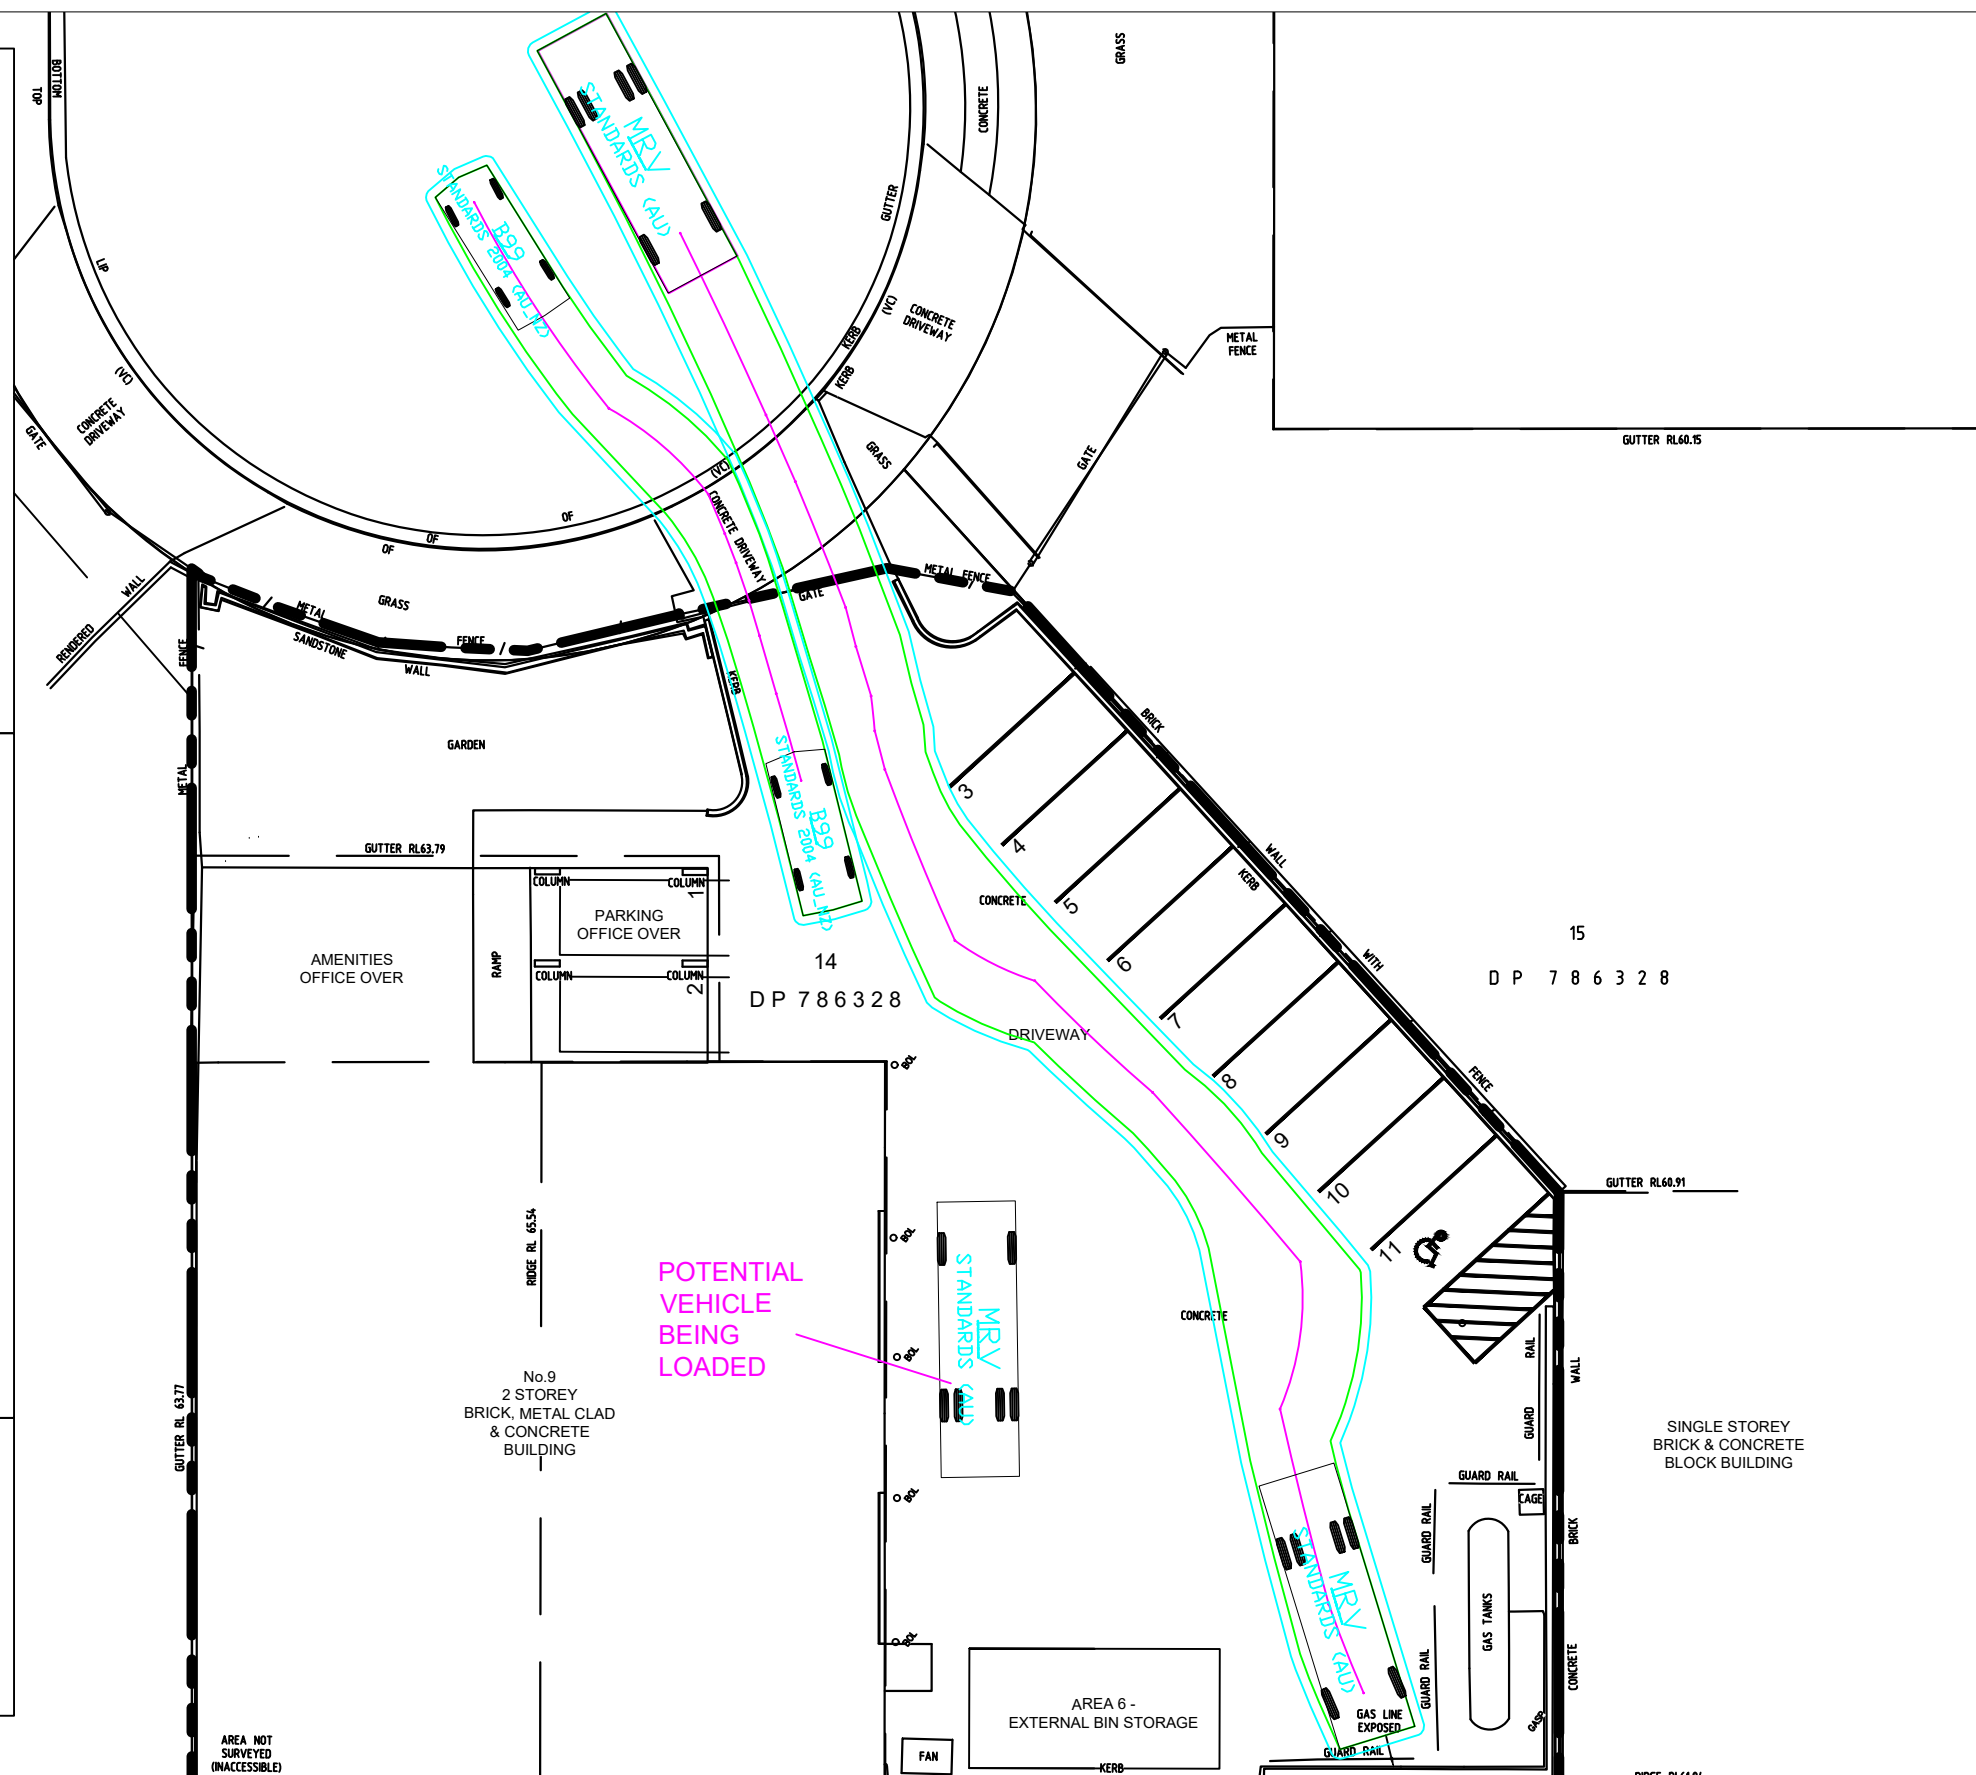 BOTTOM
TOP
GRASS
CONCRETE
MRV
STANDARDS (AU)
B99
STANDARDS 2004 (AU_NZ)
GUTTER
LIP
(VC)
CONCRETE
DRIVEWAY
KERB
KERB
METAL
FENCE
(VC)
CONCRETE
DRIVEWAY
GATE
GUTTER RL60.15
GRASS
GATE
(VC)
CONCRETE DRIVEWAY
OF
OF
OF
WALL
RENDERED
METAL FENCE
GATE
GRASS
METAL
FENCE
SANDSTONE
WALL
FENCE
METAL
KERB
GARDEN
BRICK
WALL
KERB
WITH
FENCE
3
4
5
6
7
8
9
10
11
B99
STANDARDS 2004 (AU_NZ)
GUTTER RL63.79
COLUMN
COLUMN
1
PARKING
OFFICE OVER
COLUMN
COLUMN
2
RAMP
AMENITIES
OFFICE OVER
CONCRETE
14
DP 786328
15
DP 786328
DRIVEWAY
BOL
GUTTER RL60.91
RIDGE RL 65.54
BOL
POTENTIAL
VEHICLE
BEING
LOADED
MRV
STANDARDS (AU)
CONCRETE
BOL
No.9
2 STOREY
BRICK, METAL CLAD
& CONCRETE
BUILDING
GUTTER RL 63.77
BOL
RAIL
GUARD
WALL
SINGLE STOREY
BRICK & CONCRETE
BLOCK BUILDING
GUARD RAIL
CAGE
GUARD RAIL
BRICK
MRV
STANDARDS (AU)
GAS TANKS
BOL
GUARD RAIL
CONCRETE
AREA 6 -
EXTERNAL BIN STORAGE
GAS LINE
EXPOSED
GASP
GUARD RAIL
FAN
KERB
AREA NOT
SURVEYED
(INACCESSIBLE)